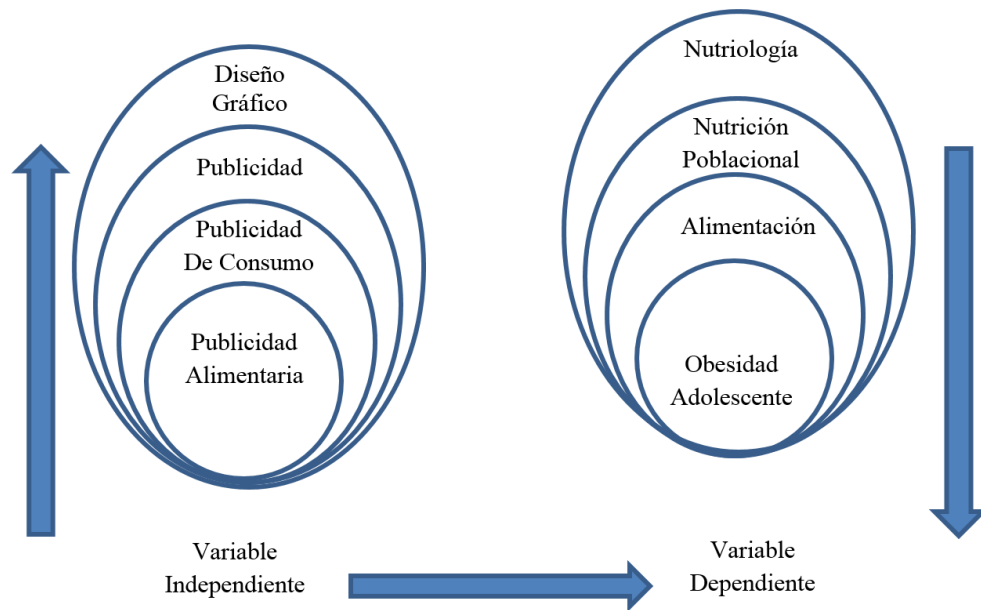 Diseño
Gráfico
Publicidad
Publicidad
De Consumo
Publicidad
Alimentaria
Variable
Independiente
Nutriología
Nutrición
Poblacional
Alimentación
Obesidad
Adolescente
Variable
Dependiente